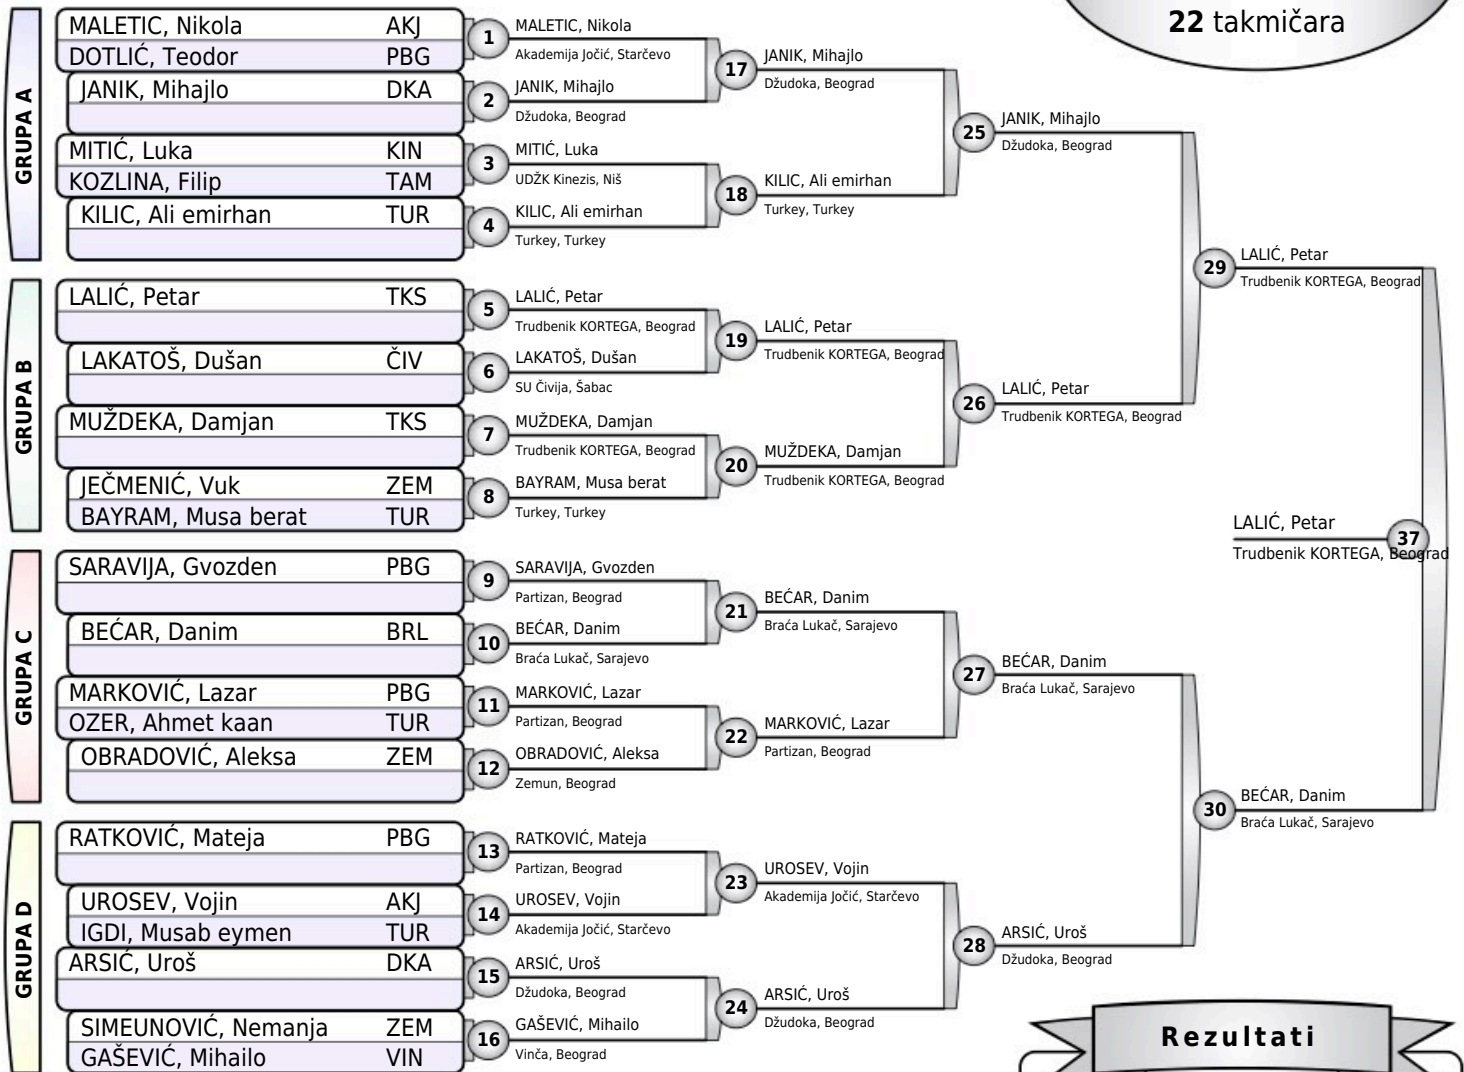 22 takmičara
GRUPA A
MALETIC, Nikola AKJ
DOTLIĆ, Teodor PBG
JANIK, Mihajlo DKA
MITIĆ, Luka KIN
KOZLINA, Filip TAM
KILIC, Ali emirhan TUR
GRUPA B
LALIĆ, Petar TKS
LAKATOŠ, Dušan ČIV
MUŽDEKA, Damjan TKS
JEČMENIĆ, Vuk ZEM
BAYRAM, Musa berat TUR
GRUPA C
SARAVIJA, Gvozden PBG
BEĆAR, Danim BRL
MARKOVIĆ, Lazar PBG
OZER, Ahmet kaan TUR
OBRADOVIĆ, Aleksa ZEM
GRUPA D
RATKOVIĆ, Mateja PBG
UROSEV, Vojin AKJ
IGDI, Musab eymen TUR
ARSIĆ, Uroš DKA
SIMEUNOVIĆ, Nemanja ZEM
GAŠEVIĆ, Mihailo VIN
1 MALETIC, Nikola
Akademija Jočić, Starčevo
2 JANIK, Mihajlo
Džudoka, Beograd
3 MITIĆ, Luka
UDŽK Kinezis, Niš
4 KILIC, Ali emirhan
Turkey, Turkey
5 LALIĆ, Petar
Trudbenik KORTEGA, Beograd
6 LAKATOŠ, Dušan
SU Čivija, Šabac
7 MUŽDEKA, Damjan
Trudbenik KORTEGA, Beograd
8 BAYRAM, Musa berat
Turkey, Turkey
9 SARAVIJA, Gvozden
Partizan, Beograd
10 BEĆAR, Danim
Braća Lukač, Sarajevo
11 MARKOVIĆ, Lazar
Partizan, Beograd
12 OBRADOVIĆ, Aleksa
Zemun, Beograd
13 RATKOVIĆ, Mateja
Partizan, Beograd
14 UROSEV, Vojin
Akademija Jočić, Starčevo
15 ARSIĆ, Uroš
Džudoka, Beograd
16 GAŠEVIĆ, Mihailo
Vinča, Beograd
17 JANIK, Mihajlo
Džudoka, Beograd
18 KILIC, Ali emirhan
Turkey, Turkey
19 LALIĆ, Petar
Trudbenik KORTEGA, Beograd
20 MUŽDEKA, Damjan
Trudbenik KORTEGA, Beograd
21 BEĆAR, Danim
Braća Lukač, Sarajevo
22 MARKOVIĆ, Lazar
Partizan, Beograd
23 UROSEV, Vojin
Akademija Jočić, Starčevo
24 ARSIĆ, Uroš
Džudoka, Beograd
25 JANIK, Mihajlo
Džudoka, Beograd
26 LALIĆ, Petar
Trudbenik KORTEGA, Beograd
27 BEĆAR, Danim
Braća Lukač, Sarajevo
28 ARSIĆ, Uroš
Džudoka, Beograd
29 LALIĆ, Petar
Trudbenik KORTEGA, Beograd
30 BEĆAR, Danim
Braća Lukač, Sarajevo
LALIĆ, Petar 37
Trudbenik KORTEGA, Beograd
Rezultati